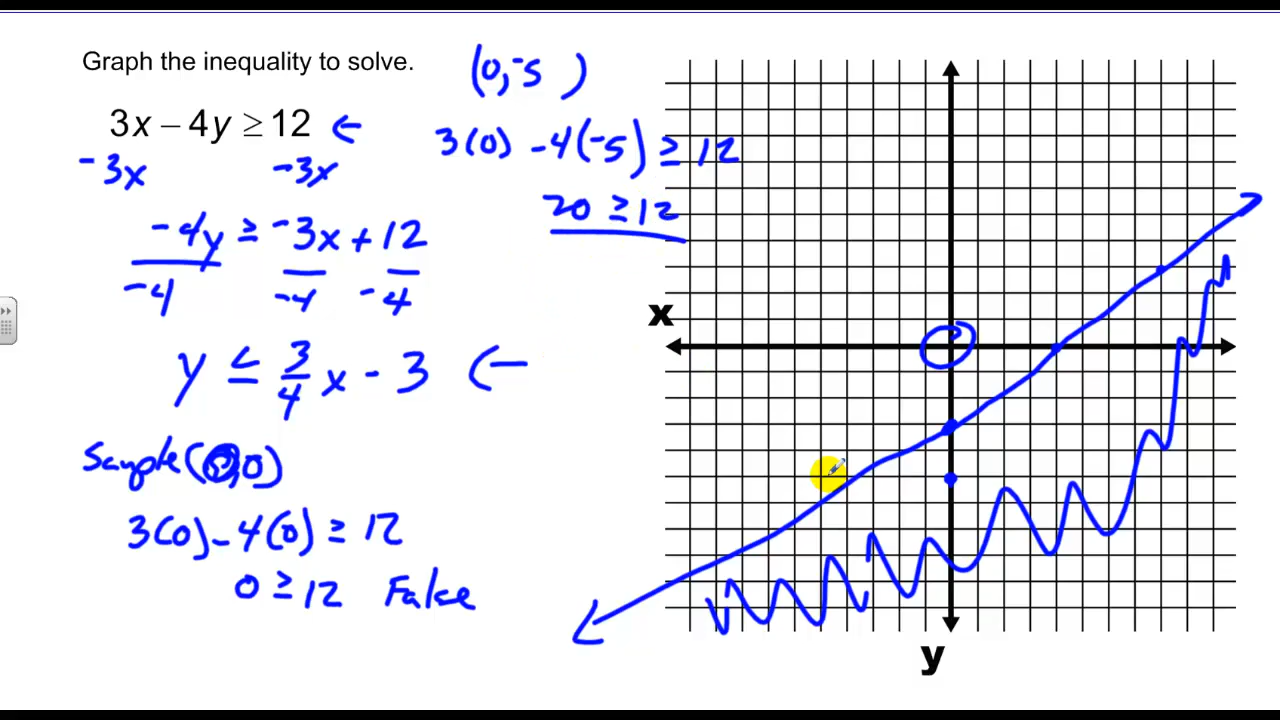 Graph the inequality to solve.
3x – 4y ≥ 12 ←
-3x -3x
-4y ≥ -3x + 12
-4 -4 -4
y ≤ 3/4 x - 3 ←
Sample (0,0)
3(0) - 4(0) ≥ 12
0 ≥ 12 False
(0,-5)
3(0) - 4(-5) ≥ 12
20 ≥ 12
x
y